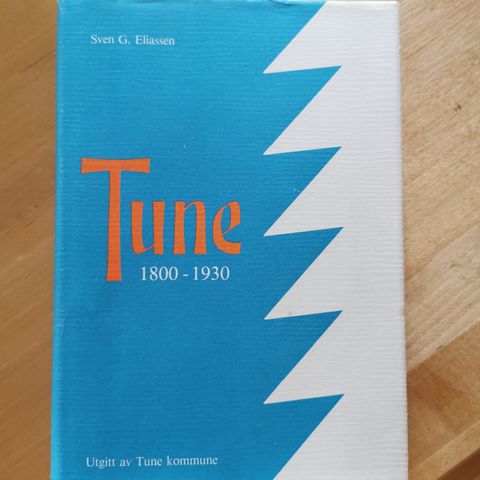 Sven G. Eliassen
Tune
1800 - 1930
Utgitt av Tune kommune